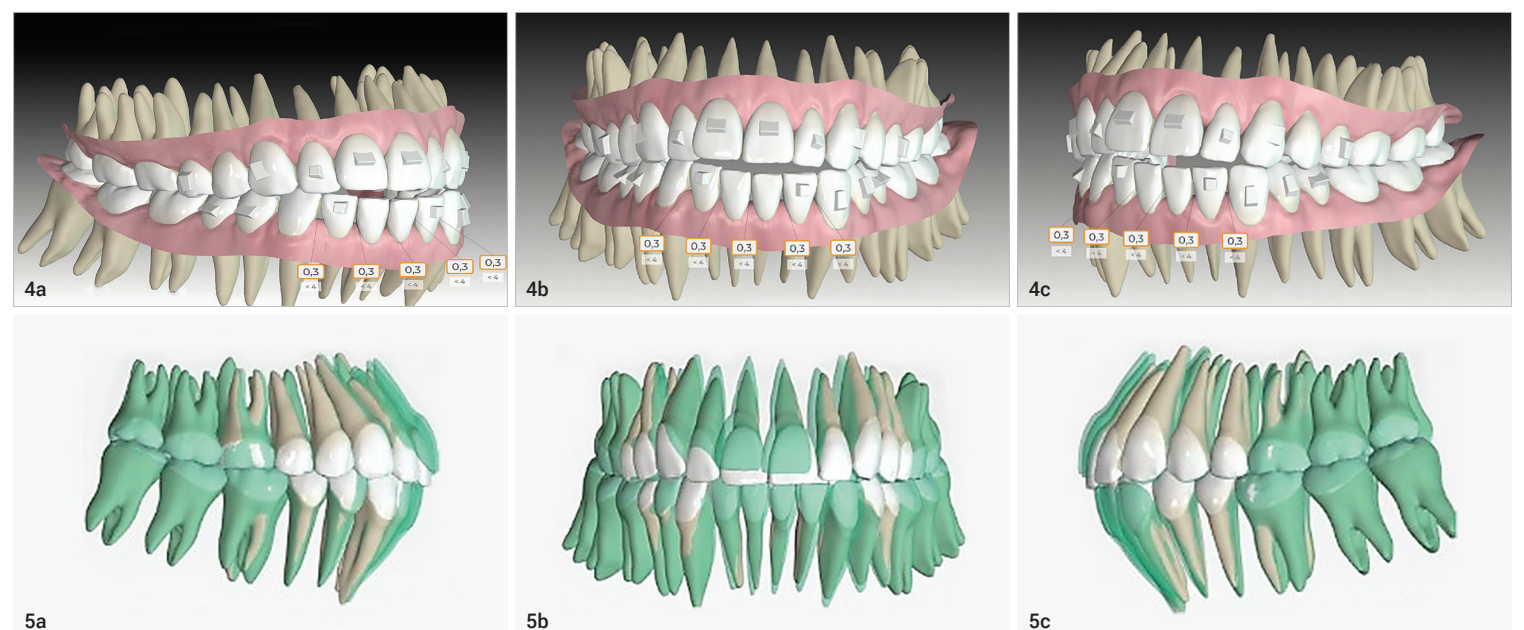 0,3 0,3 0,3 0,3 0,3
< 4 < 4 < 4 < 4 < 4
4a
0,3 0,3 0,3 0,3 0,3
< 4 < 4 < 4 < 4 < 4
4b
0,3 0,3 0,3 0,3 0,3
< 4 < 4 < 4 < 4 < 4
4c
5a
5b
5c